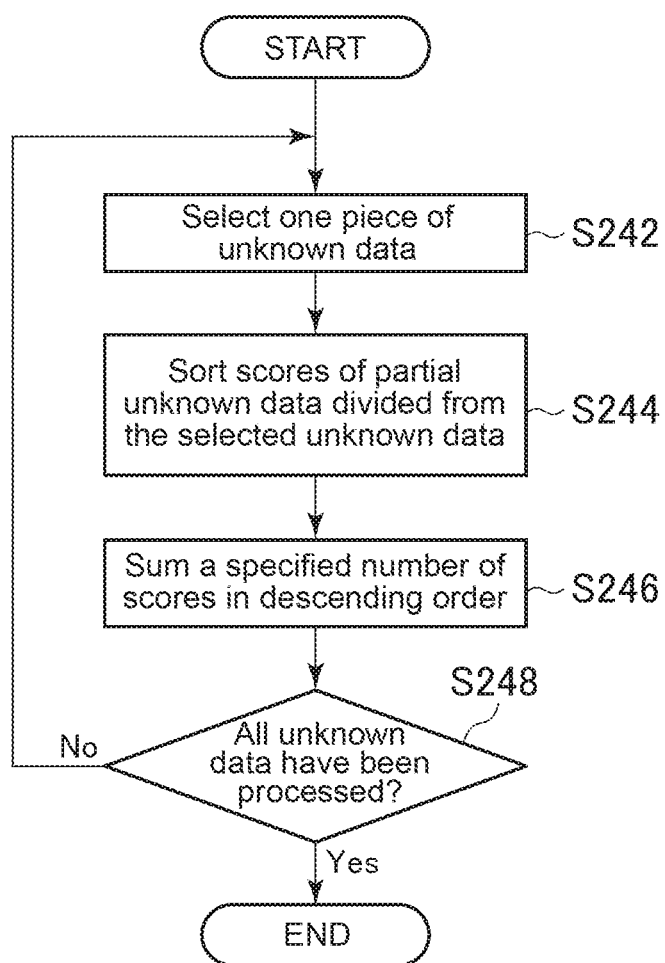 START
Select one piece of
unknown data
S242
Sort scores of partial
unknown data divided from
the selected unknown data
S244
Sum a specified number of
scores in descending order
S246
S248
All unknown
data have been
processed?
No
Yes
END